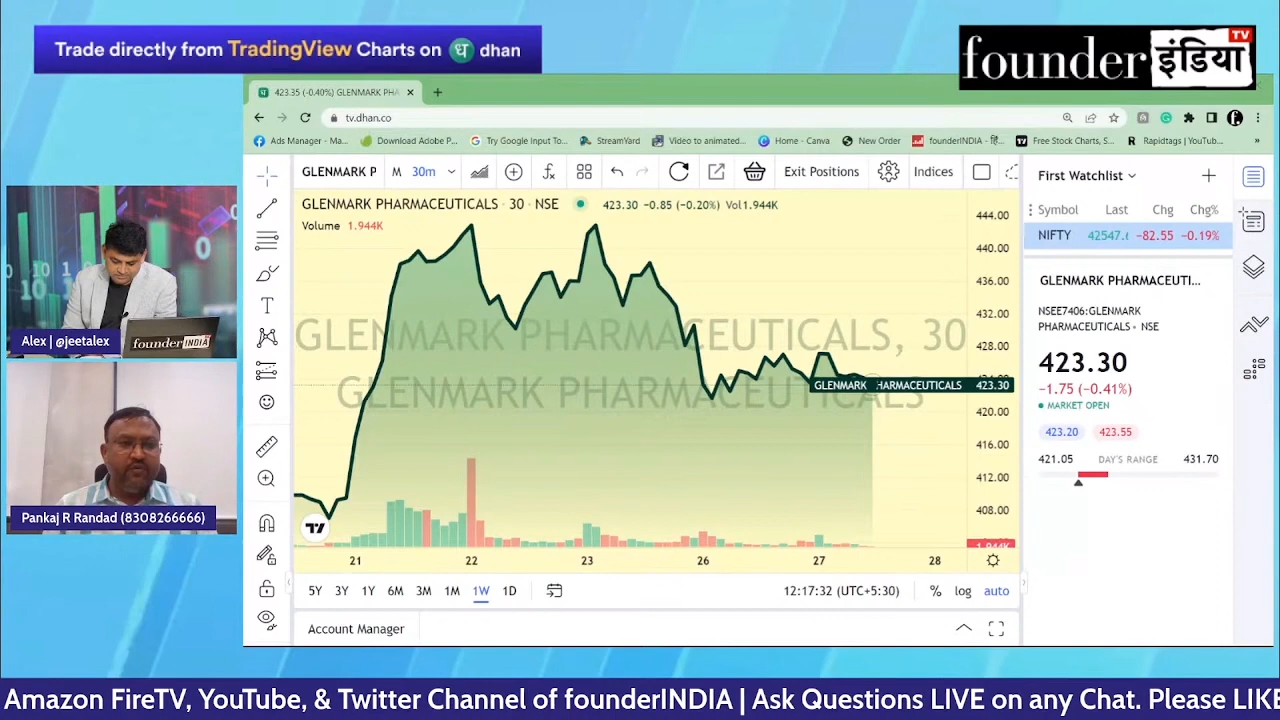 Trade directly from TradingView Charts on ध dhan
founder इंडिया TV
423.35 (-0.40%) GLENMARK PHA
tv.dhan.co
Ads Manager - Ma...
Download Adobe P...
Try Google Input To...
StreamYard
Video to animated...
Home - Canva
New Order
founderINDIA - हि...
Free Stock Charts, S...
Rapidtags | YouTub...
GLENMARK P
M 30m
Exit Positions
Indices
GLENMARK PHARMACEUTICALS · 30 · NSE 423.30 −0.85 (−0.20%) Vol1.944K
Volume 1.944K
GLENMARK PHARMACEUTICALS, 30
GLENMARK PHARMACEUTICALS
444.00
440.00
436.00
432.00
428.00
GLENMARK HARMACEUTICALS 423.30
420.00
416.00
412.00
408.00
1.944K
21 22 23 26 27 28
5Y 3Y 1Y 6M 3M 1M 1W 1D
12:17:32 (UTC+5:30) % log auto
Account Manager
First Watchlist
Symbol Last Chg Chg%
NIFTY 42547.6 −82.55 −0.19%
GLENMARK PHARMACEUTI...
NSEE7406:GLENMARK
PHARMACEUTICALS • NSE
423.30
−1.75 (−0.41%)
MARKET OPEN
423.20 423.55
421.05 DAY'S RANGE 431.70
Alex | @jeetalex
founder INDIA
Pankaj R Randad (8308266666)
Amazon FireTV, YouTube, & Twitter Channel of founderINDIA | Ask Questions LIVE on any Chat. Please LIKE